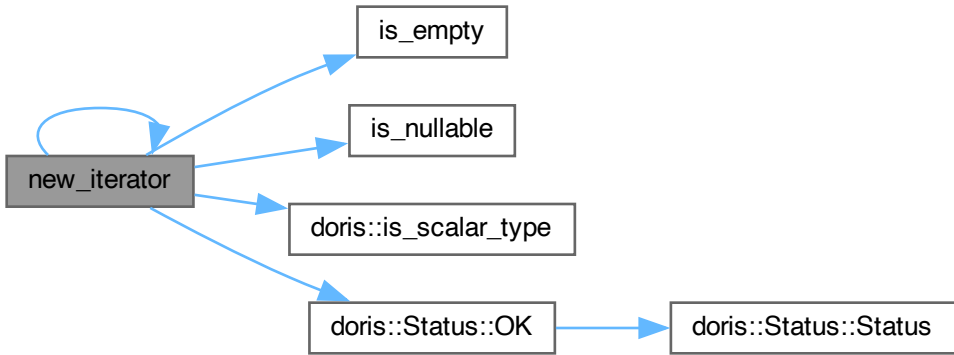 is_empty
is_nullable
new_iterator
doris::is_scalar_type
doris::Status::OK
doris::Status::Status